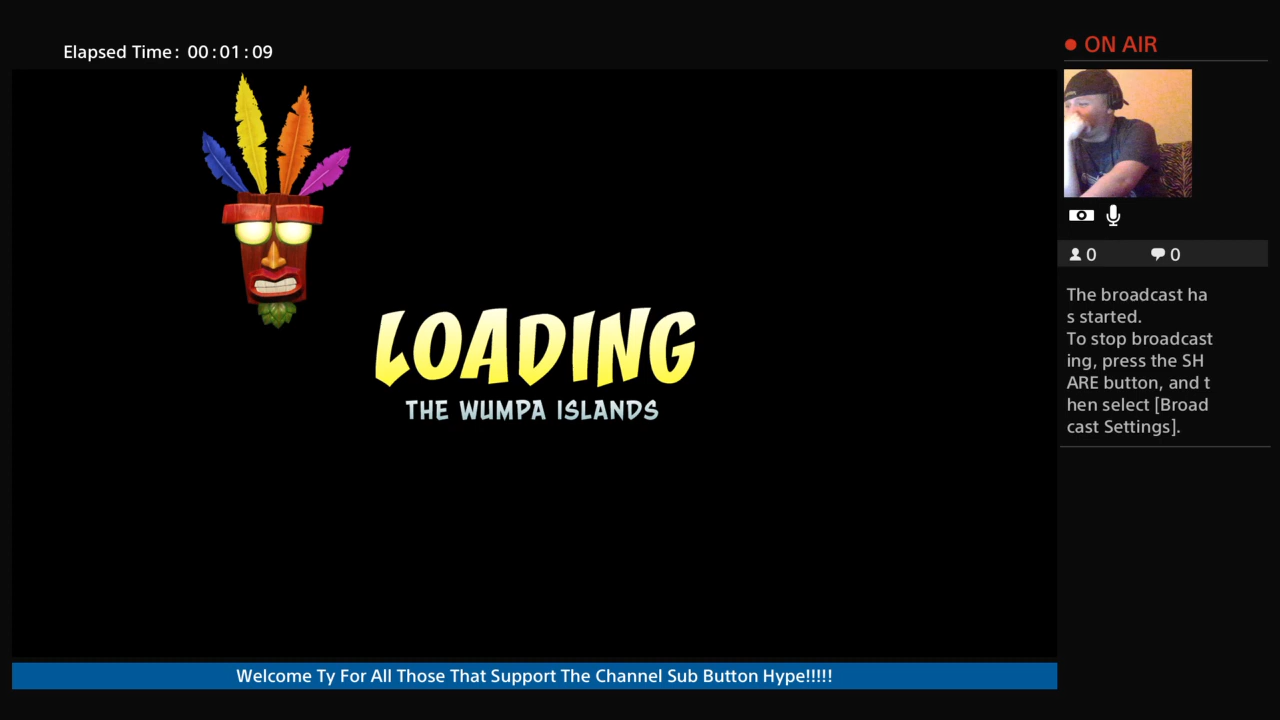 Elapsed Time: 00:01:09
ON AIR
LOADING
THE WUMPA ISLANDS
0 0
The broadcast ha
s started.
To stop broadcast
ing, press the SH
ARE button, and t
hen select [Broad
cast Settings].
Welcome Ty For All Those That Support The Channel Sub Button Hype!!!!!